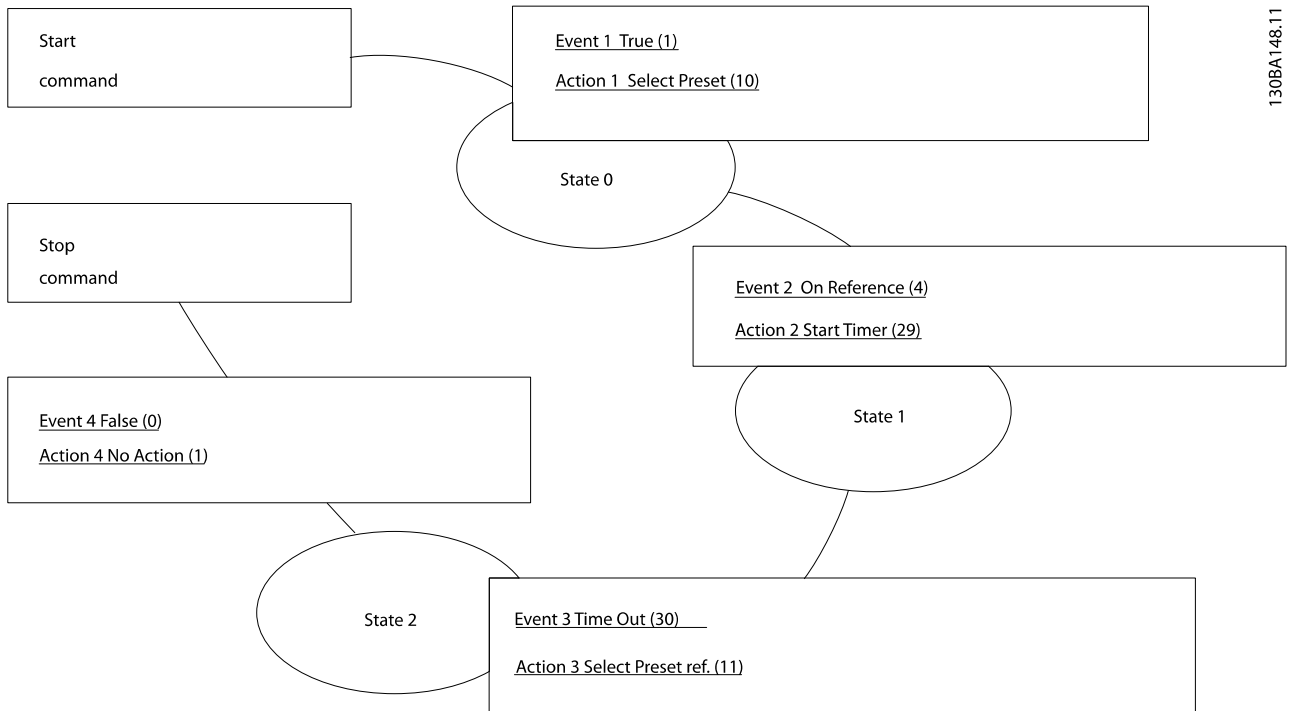 Start
command
Event 1 True (1)
Action 1 Select Preset (10)
130BA148.11
State 0
Stop
command
Event 2 On Reference (4)
Action 2 Start Timer (29)
Event 4 False (0)
Action 4 No Action (1)
State 1
State 2
Event 3 Time Out (30)
Action 3 Select Preset ref. (11)